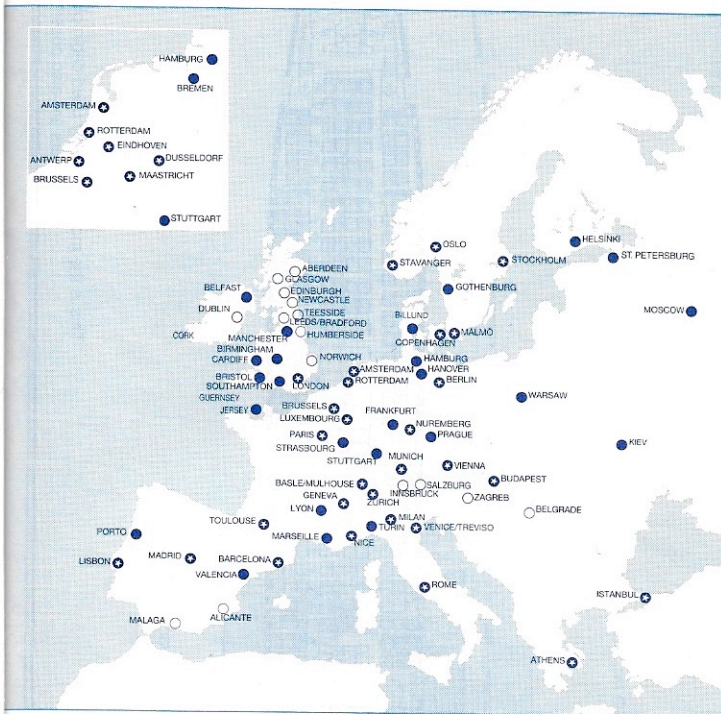 HAMBURG
BREMEN
AMSTERDAM
ROTTERDAM
EINDHOVEN
ANTWERP
DUSSELDORF
BRUSSELS
MAASTRICHT
STUTTGART
OSLO
HELSINKI
STAVANGER
STOCKHOLM
ST. PETERSBURG
ABERDEEN
GLASGOW
BELFAST
EDINBURGH
GOTHENBURG
NEWCASTLE
DUBLIN
TEESSIDE
BILLUND
MOSCOW
LEEDS/BRADFORD
CORK
MANCHESTER
HUMBERSIDE
COPENHAGEN
MALMÖ
BIRMINGHAM
CARDIFF
NORWICH
HAMBURG
AMSTERDAM
HANOVER
BRISTOL
ROTTERDAM
BERLIN
SOUTHAMPTON
LONDON
GUERNSEY
WARSAW
JERSEY
BRUSSELS
FRANKFURT
LUXEMBOURG
NUREMBERG
PARIS
PRAGUE
STRASBOURG
KIEV
STUTTGART
MUNICH
VIENNA
BASLE/MULHOUSE
SALZBURG
BUDAPEST
INNSBRUCK
GENEVA
ZURICH
ZAGREB
LYON
BELGRADE
TOULOUSE
MILAN
TURIN
VENICE/TREVISO
PORTO
MARSEILLE
NICE
LISBON
MADRID
BARCELONA
VALENCIA
ROME
ISTANBUL
MALAGA
ALICANTE
ATHENS